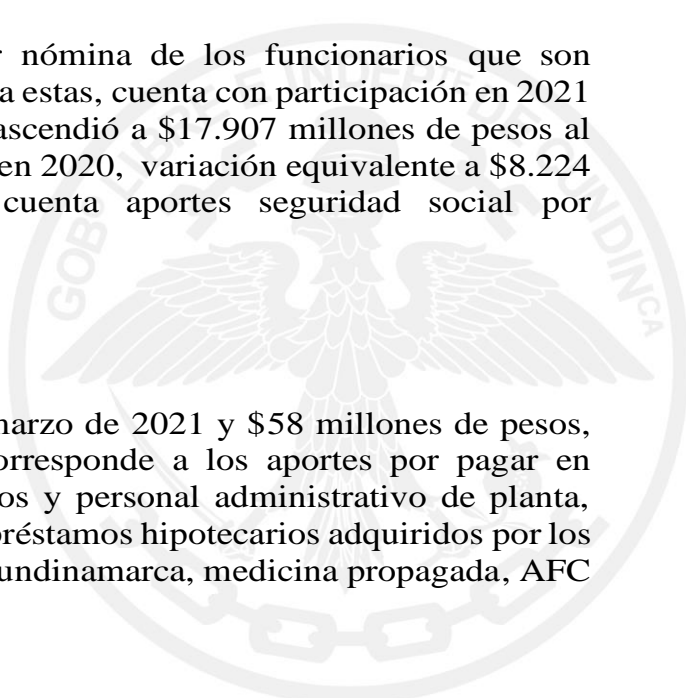 r nómina de los funcionarios que son
a estas, cuenta con participación en 2021
ascendió a $17.907 millones de pesos al
en 2020, variación equivalente a $8.224
cuenta aportes seguridad social por
marzo de 2021 y $58 millones de pesos,
orresponde a los aportes por pagar en
os y personal administrativo de planta,
préstamos hipotecarios adquiridos por los
undinamarca, medicina propagada, AFC